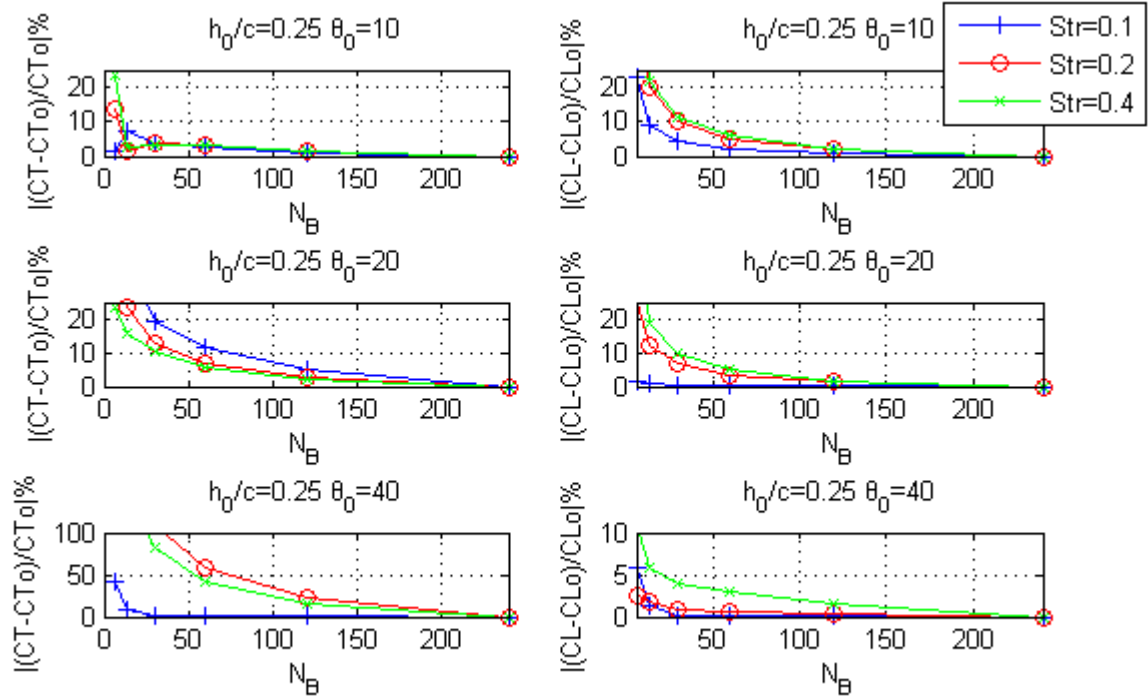 h0/c=0.25 θ0=10
|(CT-CTo)/CTo|%
20
10
0
0 50 100 150 200
NB
h0/c=0.25 θ0=10
|(CL-CLo)/CLo|%
20
10
0
50 100 150 200
NB
Str=0.1
Str=0.2
Str=0.4
h0/c=0.25 θ0=20
|(CT-CTo)/CTo|%
20
10
0
0 50 100 150 200
NB
h0/c=0.25 θ0=20
|(CL-CLo)/CLo|%
20
10
0
50 100 150 200
NB
h0/c=0.25 θ0=40
|(CT-CTo)/CTo|%
100
50
0
0 50 100 150 200
NB
h0/c=0.25 θ0=40
|(CL-CLo)/CLo|%
10
5
0
50 100 150 200
NB